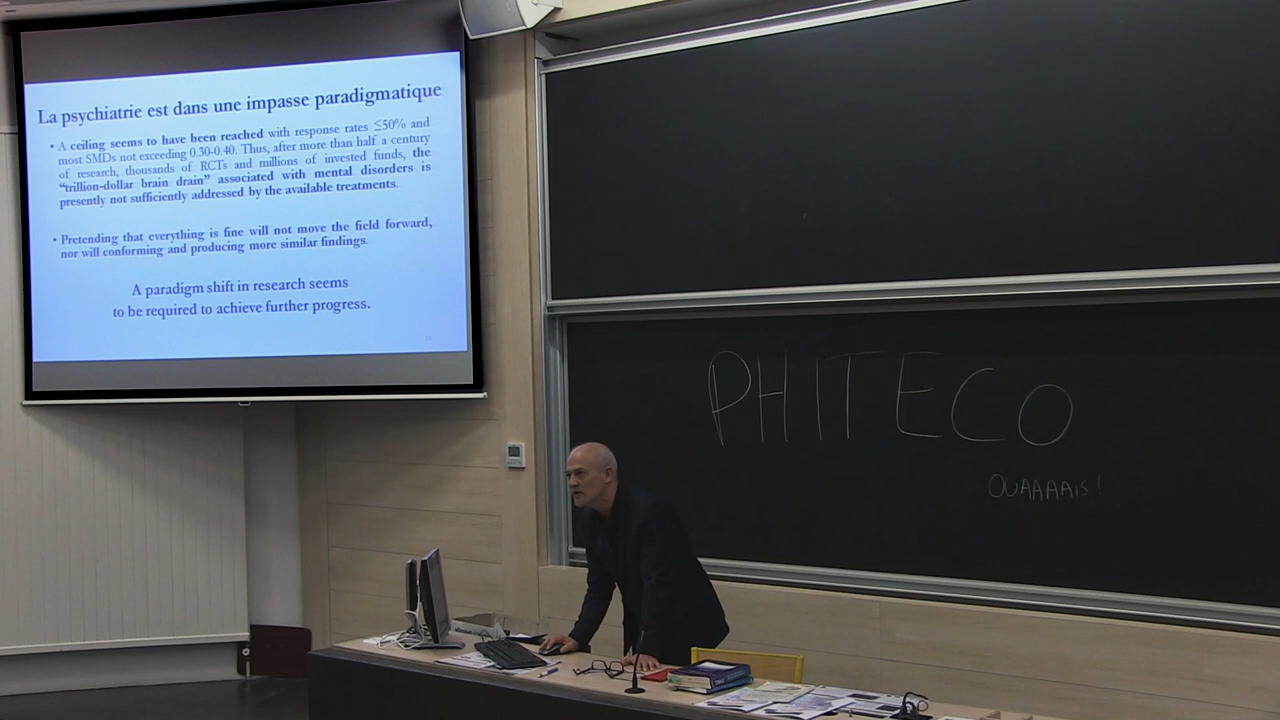 La psychiatrie est dans une impasse paradigmatique
• A ceiling seems to have been reached with response rates ≤50% and
most SMDs not exceeding 0.30-0.40. Thus, after more than half a century
of research, thousands of RCTs and millions of invested funds, the
“trillion-dollar brain drain” associated with mental disorders is
presently not sufficiently addressed by the available treatments.
• Pretending that everything is fine will not move the field forward,
nor will conforming and producing more similar findings.
A paradigm shift in research seems
to be required to achieve further progress.
PHITECO
OUAAAAis!